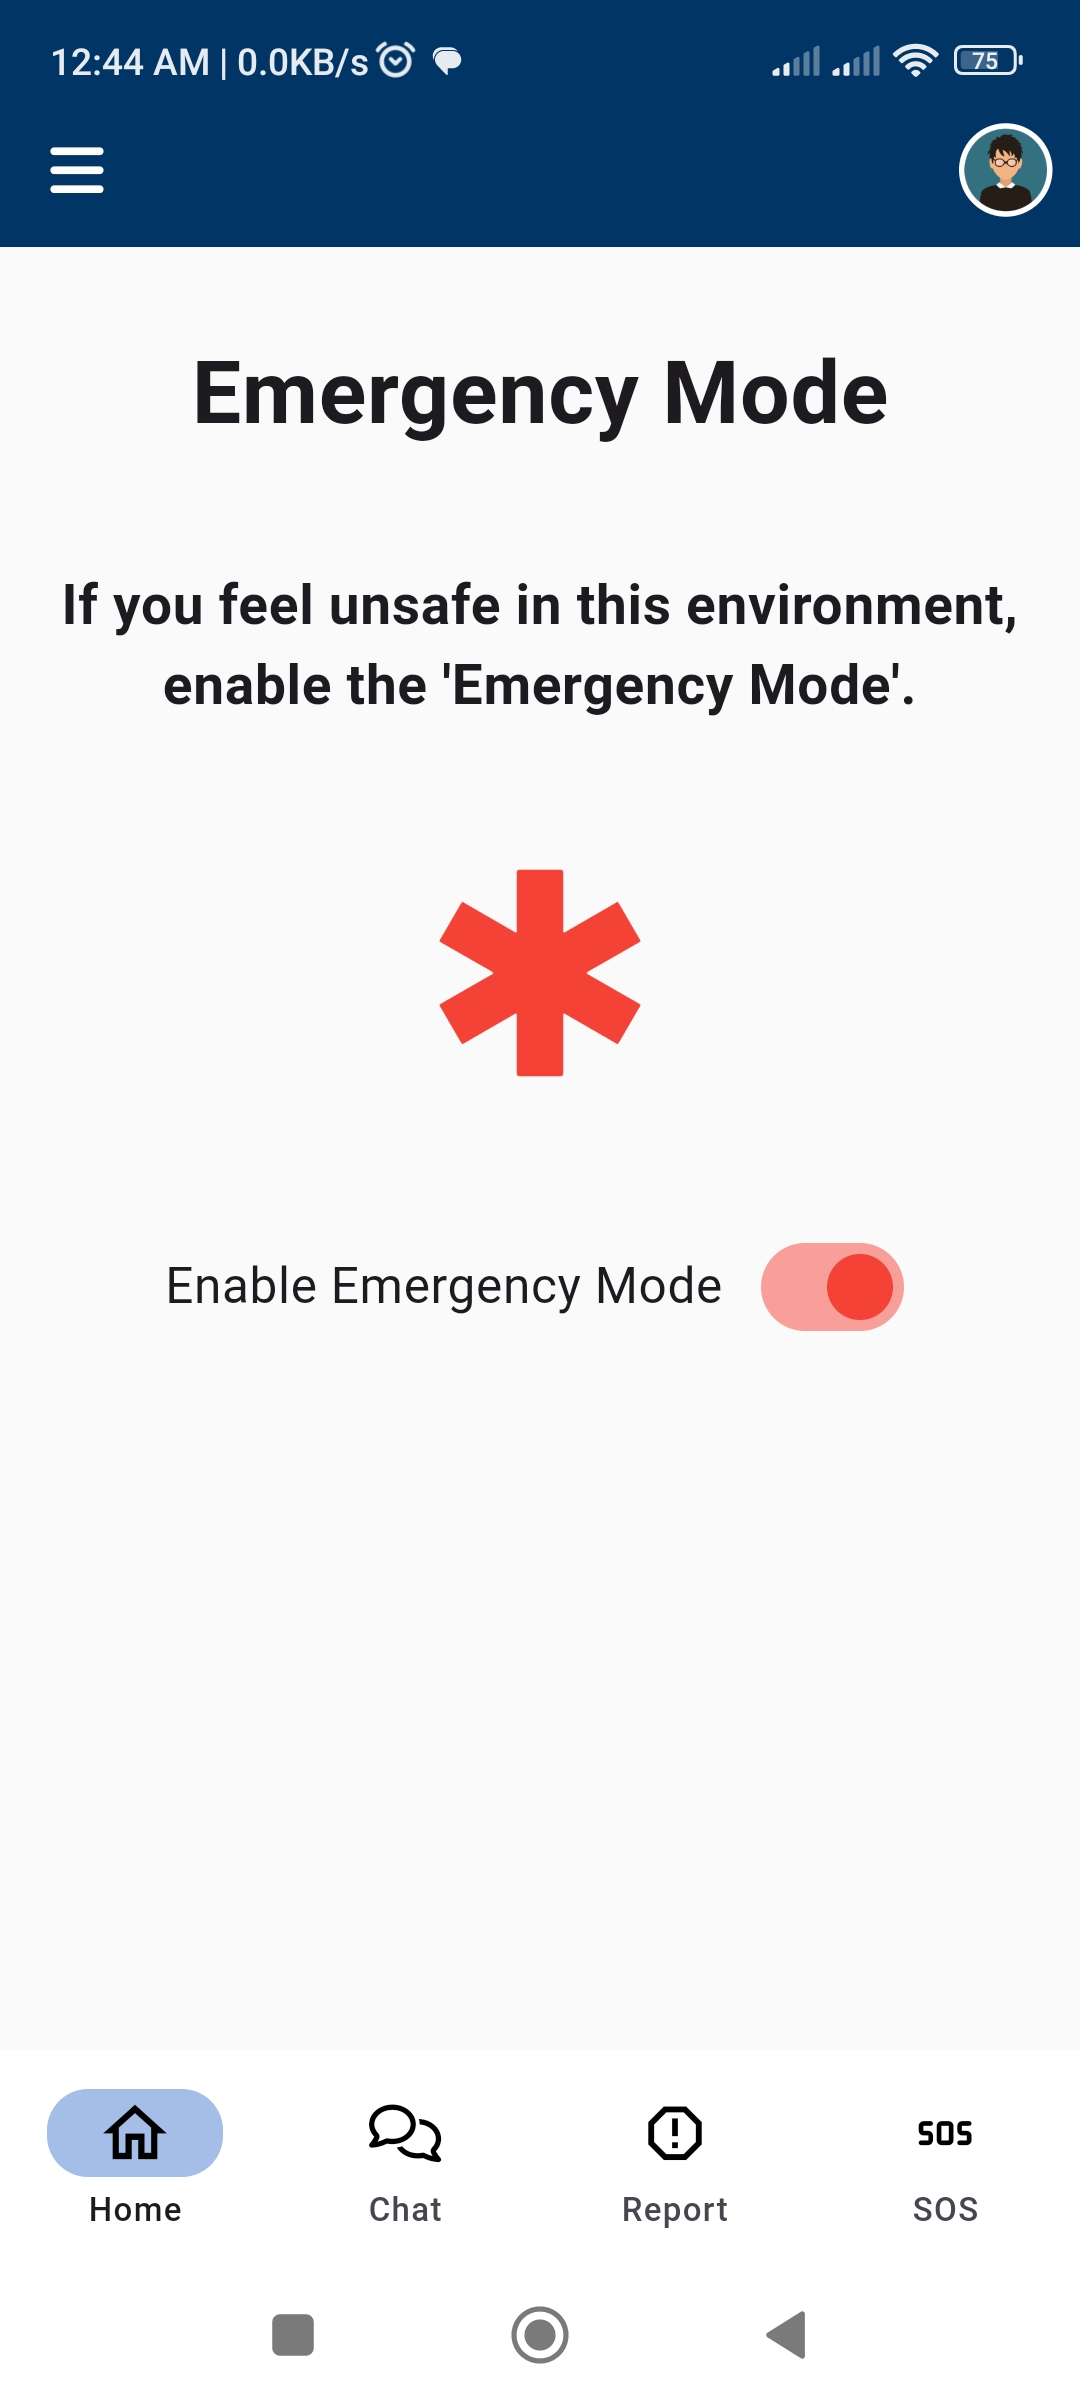 12:44 AM | 0.0KB/s
75
Emergency Mode
If you feel unsafe in this environment,
enable the 'Emergency Mode'.
Enable Emergency Mode
SOS
Home
Chat
Report
SOS